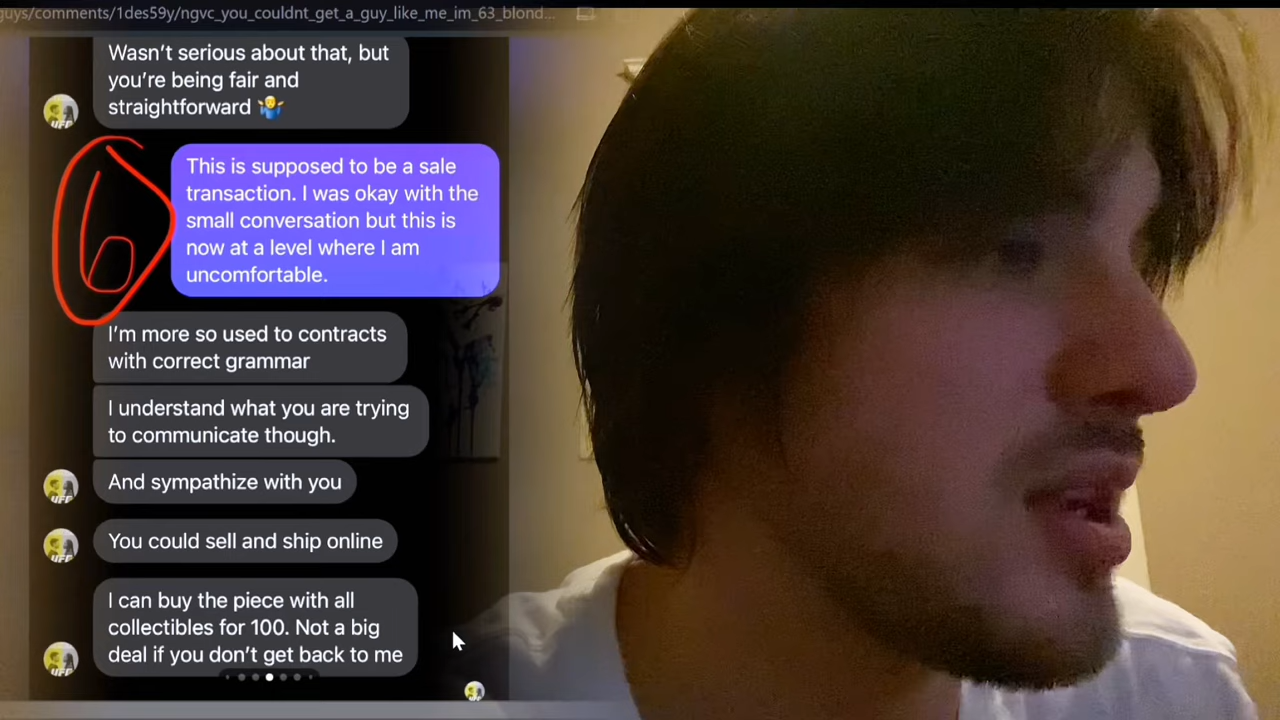 guys/comments/1des59y/ngvc_you_couldnt_get_a_guy_like_me_im_63_blond...
Wasn't serious about that, but
you're being fair and
straightforward 🤷‍♂️
This is supposed to be a sale
transaction. I was okay with the
small conversation but this is
now at a level where I am
uncomfortable.
6
I'm more so used to contracts
with correct grammar
I understand what you are trying
to communicate though.
And sympathize with you
You could sell and ship online
I can buy the piece with all
collectibles for 100. Not a big
deal if you don't get back to me